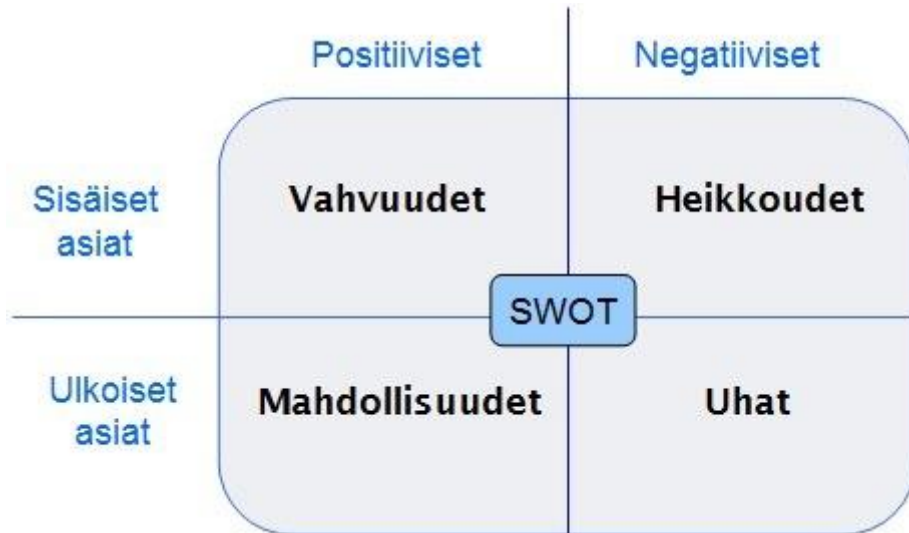 Positiiviset
Negatiiviset
Sisäiset
asiat
Vahvuudet
Heikkoudet
SWOT
Ulkoiset
asiat
Mahdollisuudet
Uhat